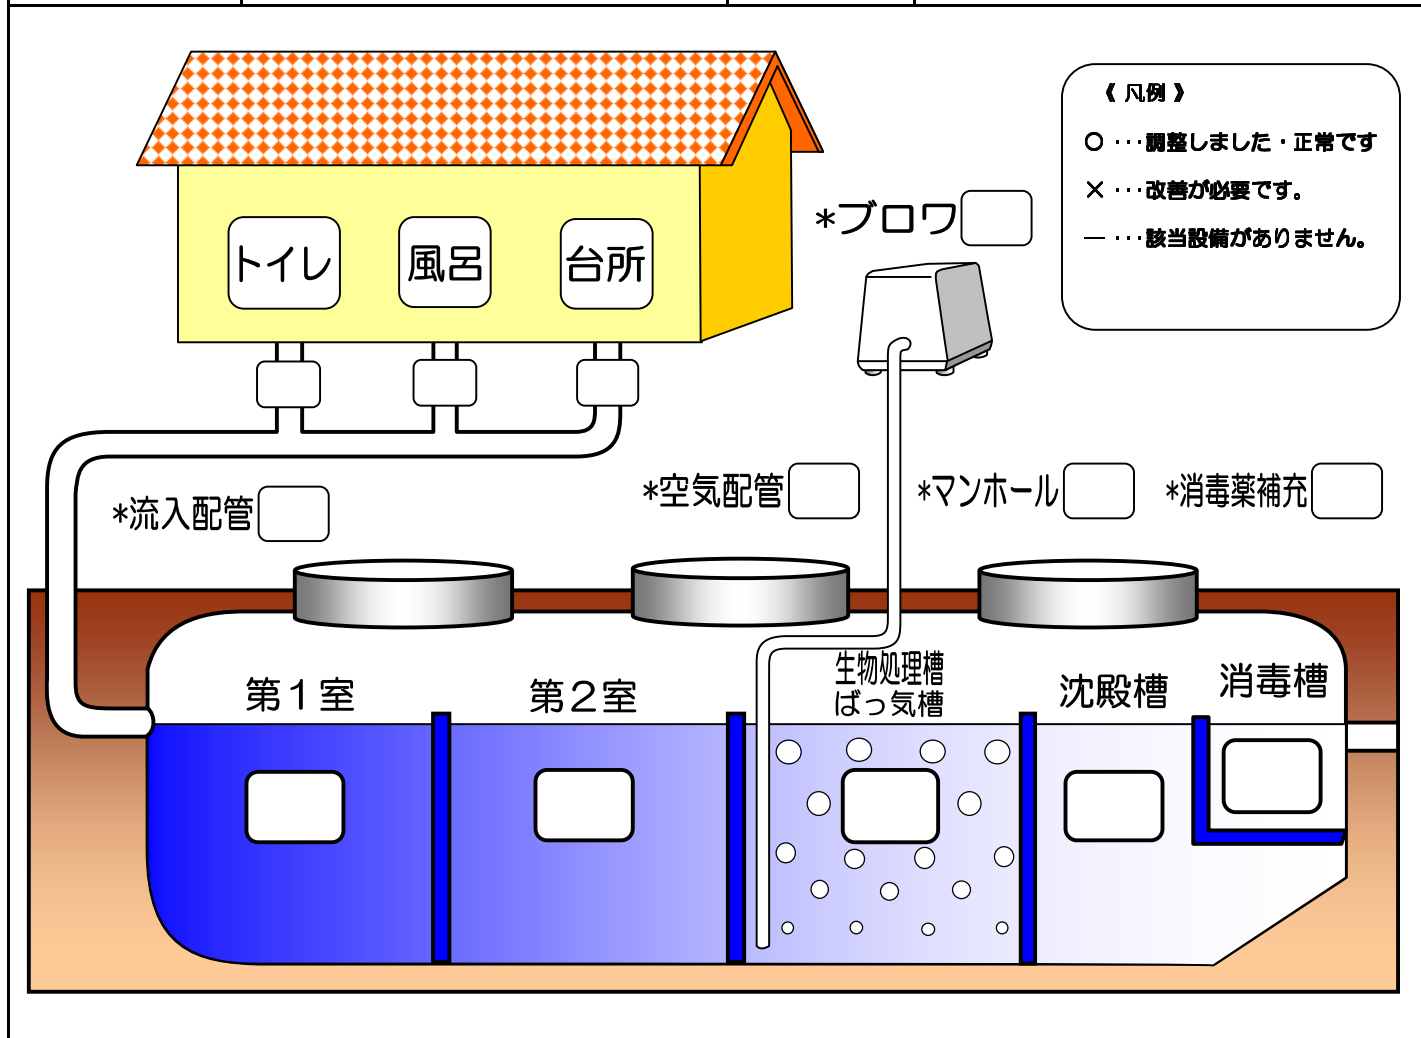 《 凡例 》
○ ･･･調整しました・正常です
× ･･･改善が必要です。
― ･･･該当設備がありません。
*ブロワ
トイレ
風呂
台所
*流入配管
*空気配管
*マンホール
*消毒薬補充
第１室
第２室
生物処理槽
ばっ気槽
沈殿槽
消毒槽